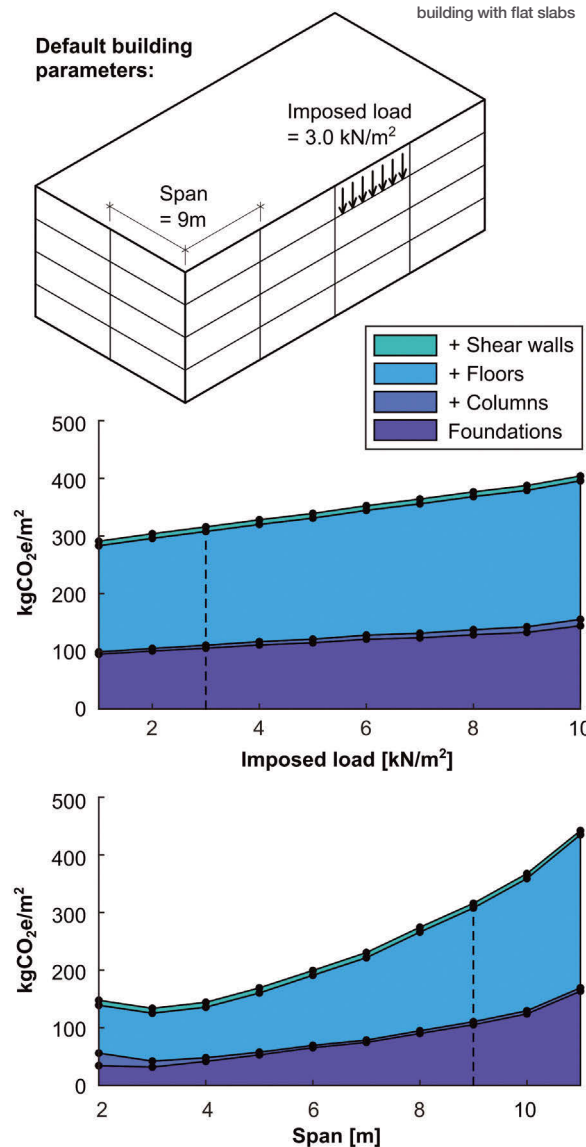 building with flat slabs
Default building
parameters:
Imposed load
= 3.0 kN/m²
Span
= 9m
+ Shear walls
+ Floors
+ Columns
Foundations
500
400
300
200
100
0
kgCO₂e/m²
2 4 6 8 10
Imposed load [kN/m²]
500
400
300
200
100
0
kgCO₂e/m²
2 4 6 8 10
Span [m]